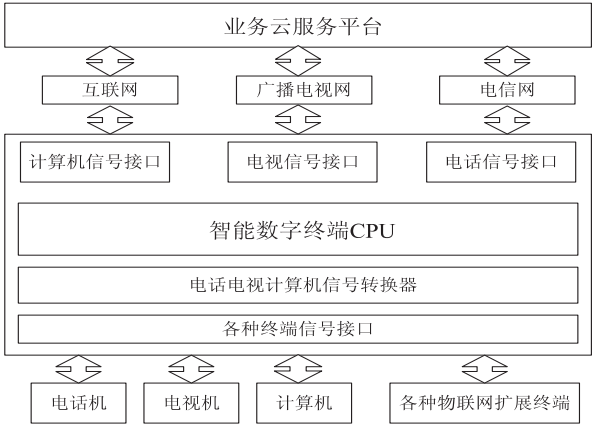 业务云服务平台
互联网 广播电视网 电信网
计算机信号接口 电视信号接口 电话信号接口
智能数字终端CPU
电话电视计算机信号转换器
各种终端信号接口
电话机 电视机 计算机 各种物联网扩展终端